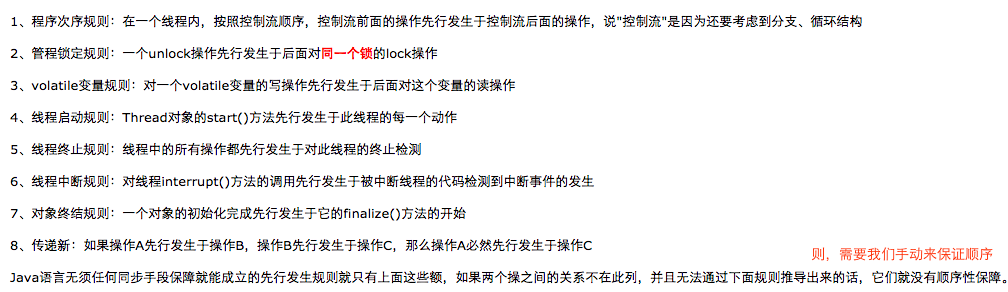 1、程序次序规则：在一个线程内，按照控制流顺序，控制流前面的操作先行发生于控制流后面的操作，说"控制流"是因为还要考虑到分支、循环结构
2、管程锁定规则：一个unlock操作先行发生于后面对同一个锁的lock操作
3、volatile变量规则：对一个volatile变量的写操作先行发生于后面对这个变量的读操作
4、线程启动规则：Thread对象的start()方法先行发生于此线程的每一个动作
5、线程终止规则：线程中的所有操作都先行发生于对此线程的终止检测
6、线程中断规则：对线程interrupt()方法的调用先行发生于被中断线程的代码检测到中断事件的发生
7、对象终结规则：一个对象的初始化完成先行发生于它的finalize()方法的开始
8、传递新：如果操作A先行发生于操作B，操作B先行发生于操作C，那么操作A必然先行发生于操作C
则，需要我们手动来保证顺序
Java语言无须任何同步手段保障就能成立的先行发生规则就只有上面这些额，如果两个操之间的关系不在此列，并且无法通过下面规则推导出来的话，它们就没有顺序性保障。